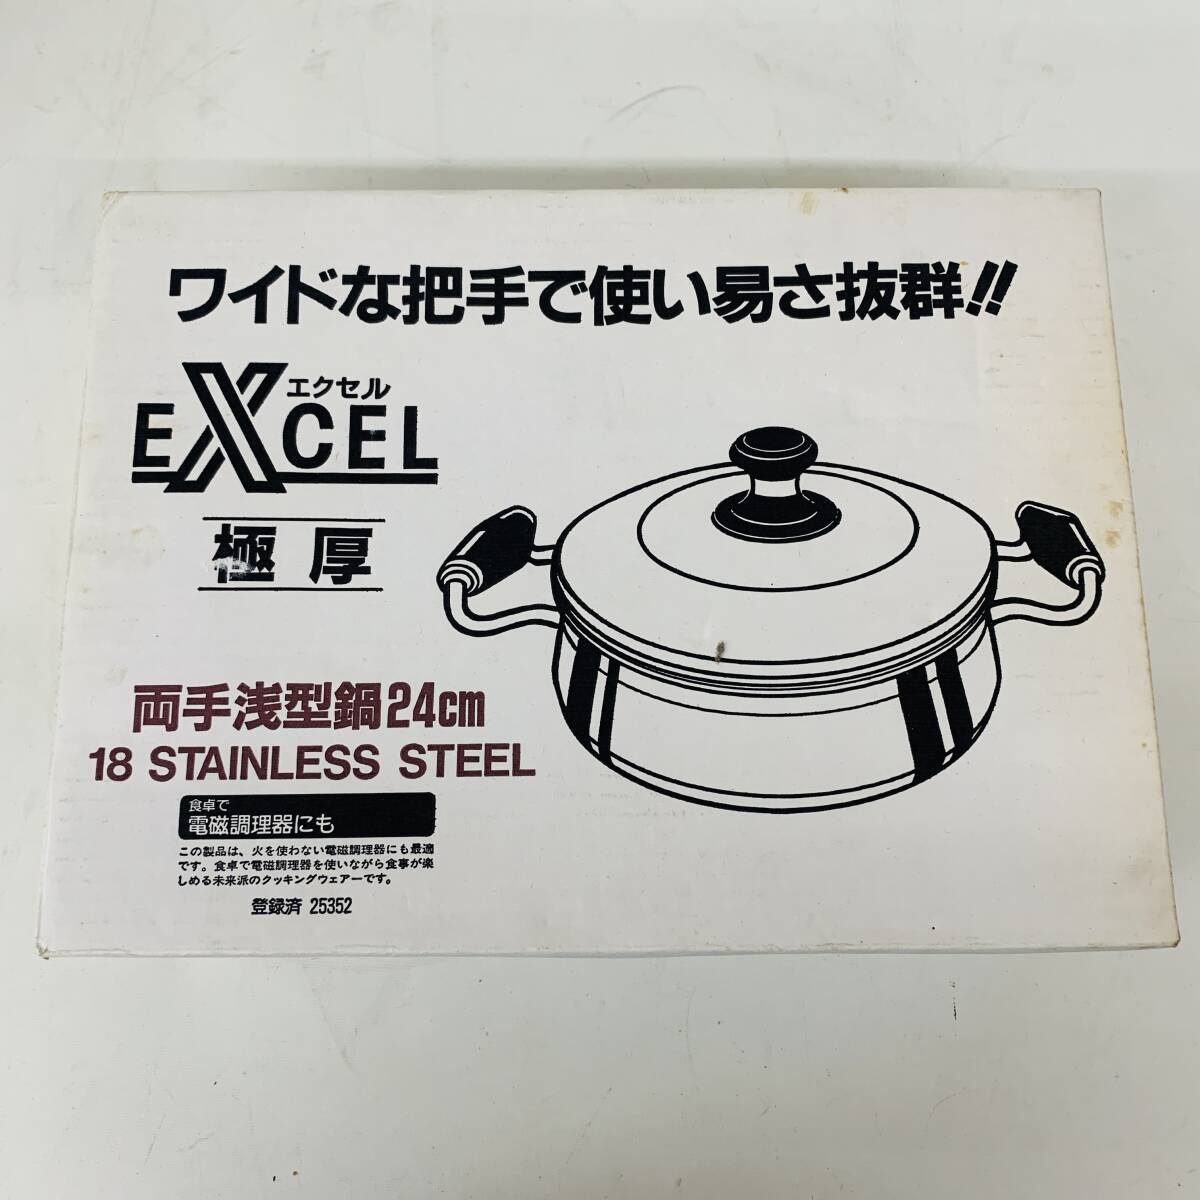 ワイドな把手で使い易さ抜群!!
エクセル
EXCEL
極厚
両手浅型鍋24cm
18 STAINLESS STEEL
食卓で
電磁調理器にも
この製品は、火を使わない電磁調理器にも最適
です。食卓で電磁調理器を使いながら食事が楽
しめる未来派のクッキングウェアーです。
登録済 25352